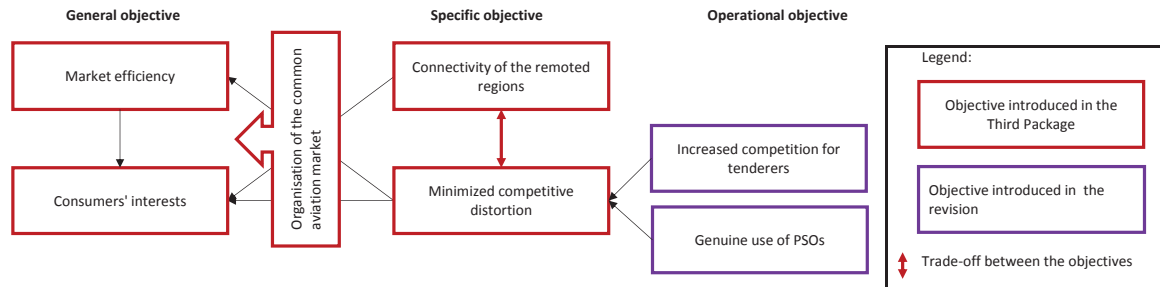 General objective
Specific objective
Operational objective
Market efficiency
Consumers' interests
Organisation of the common
aviation market
Connectivity of the remoted
regions
Minimized competitive
distortion
Increased competition for
tenderers
Genuine use of PSOs
Legend:
Objective introduced in the
Third Package
Objective introduced in the
revision
Trade-off between the objectives